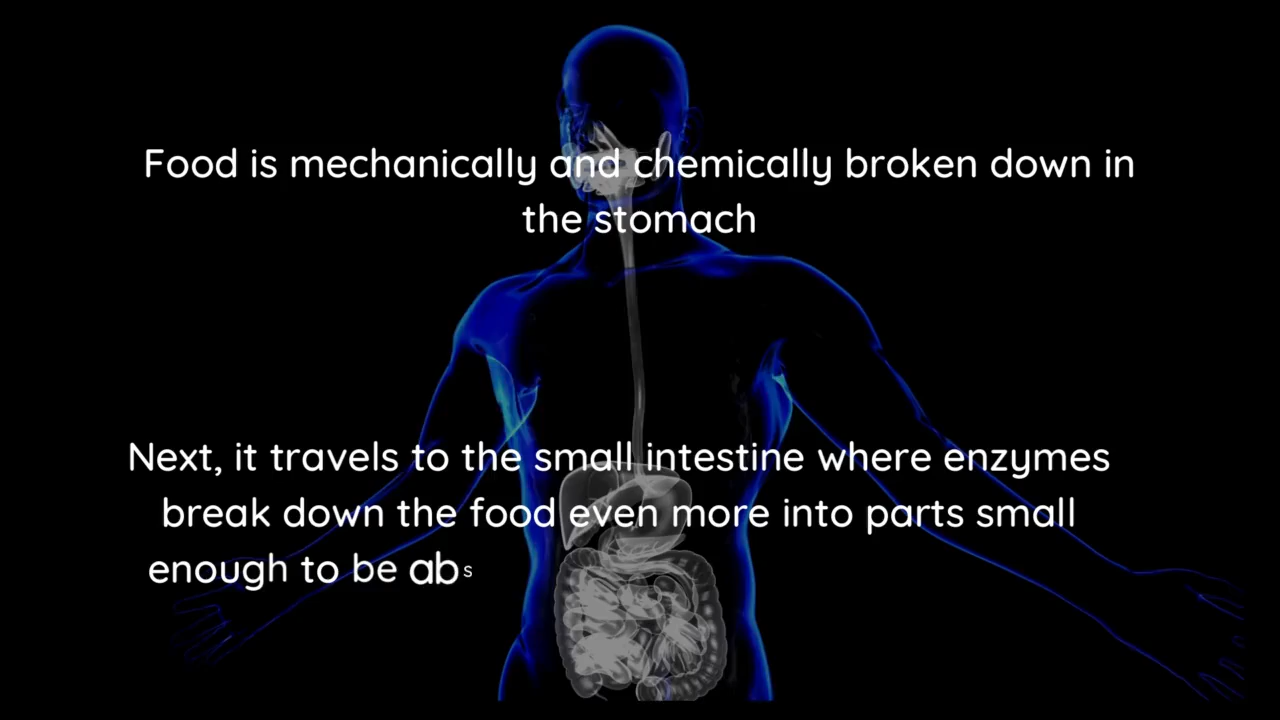 Food is mechanically and chemically broken down in
the stomach
Next, it travels to the small intestine where enzymes
break down the food even more into parts small
enough to be abs